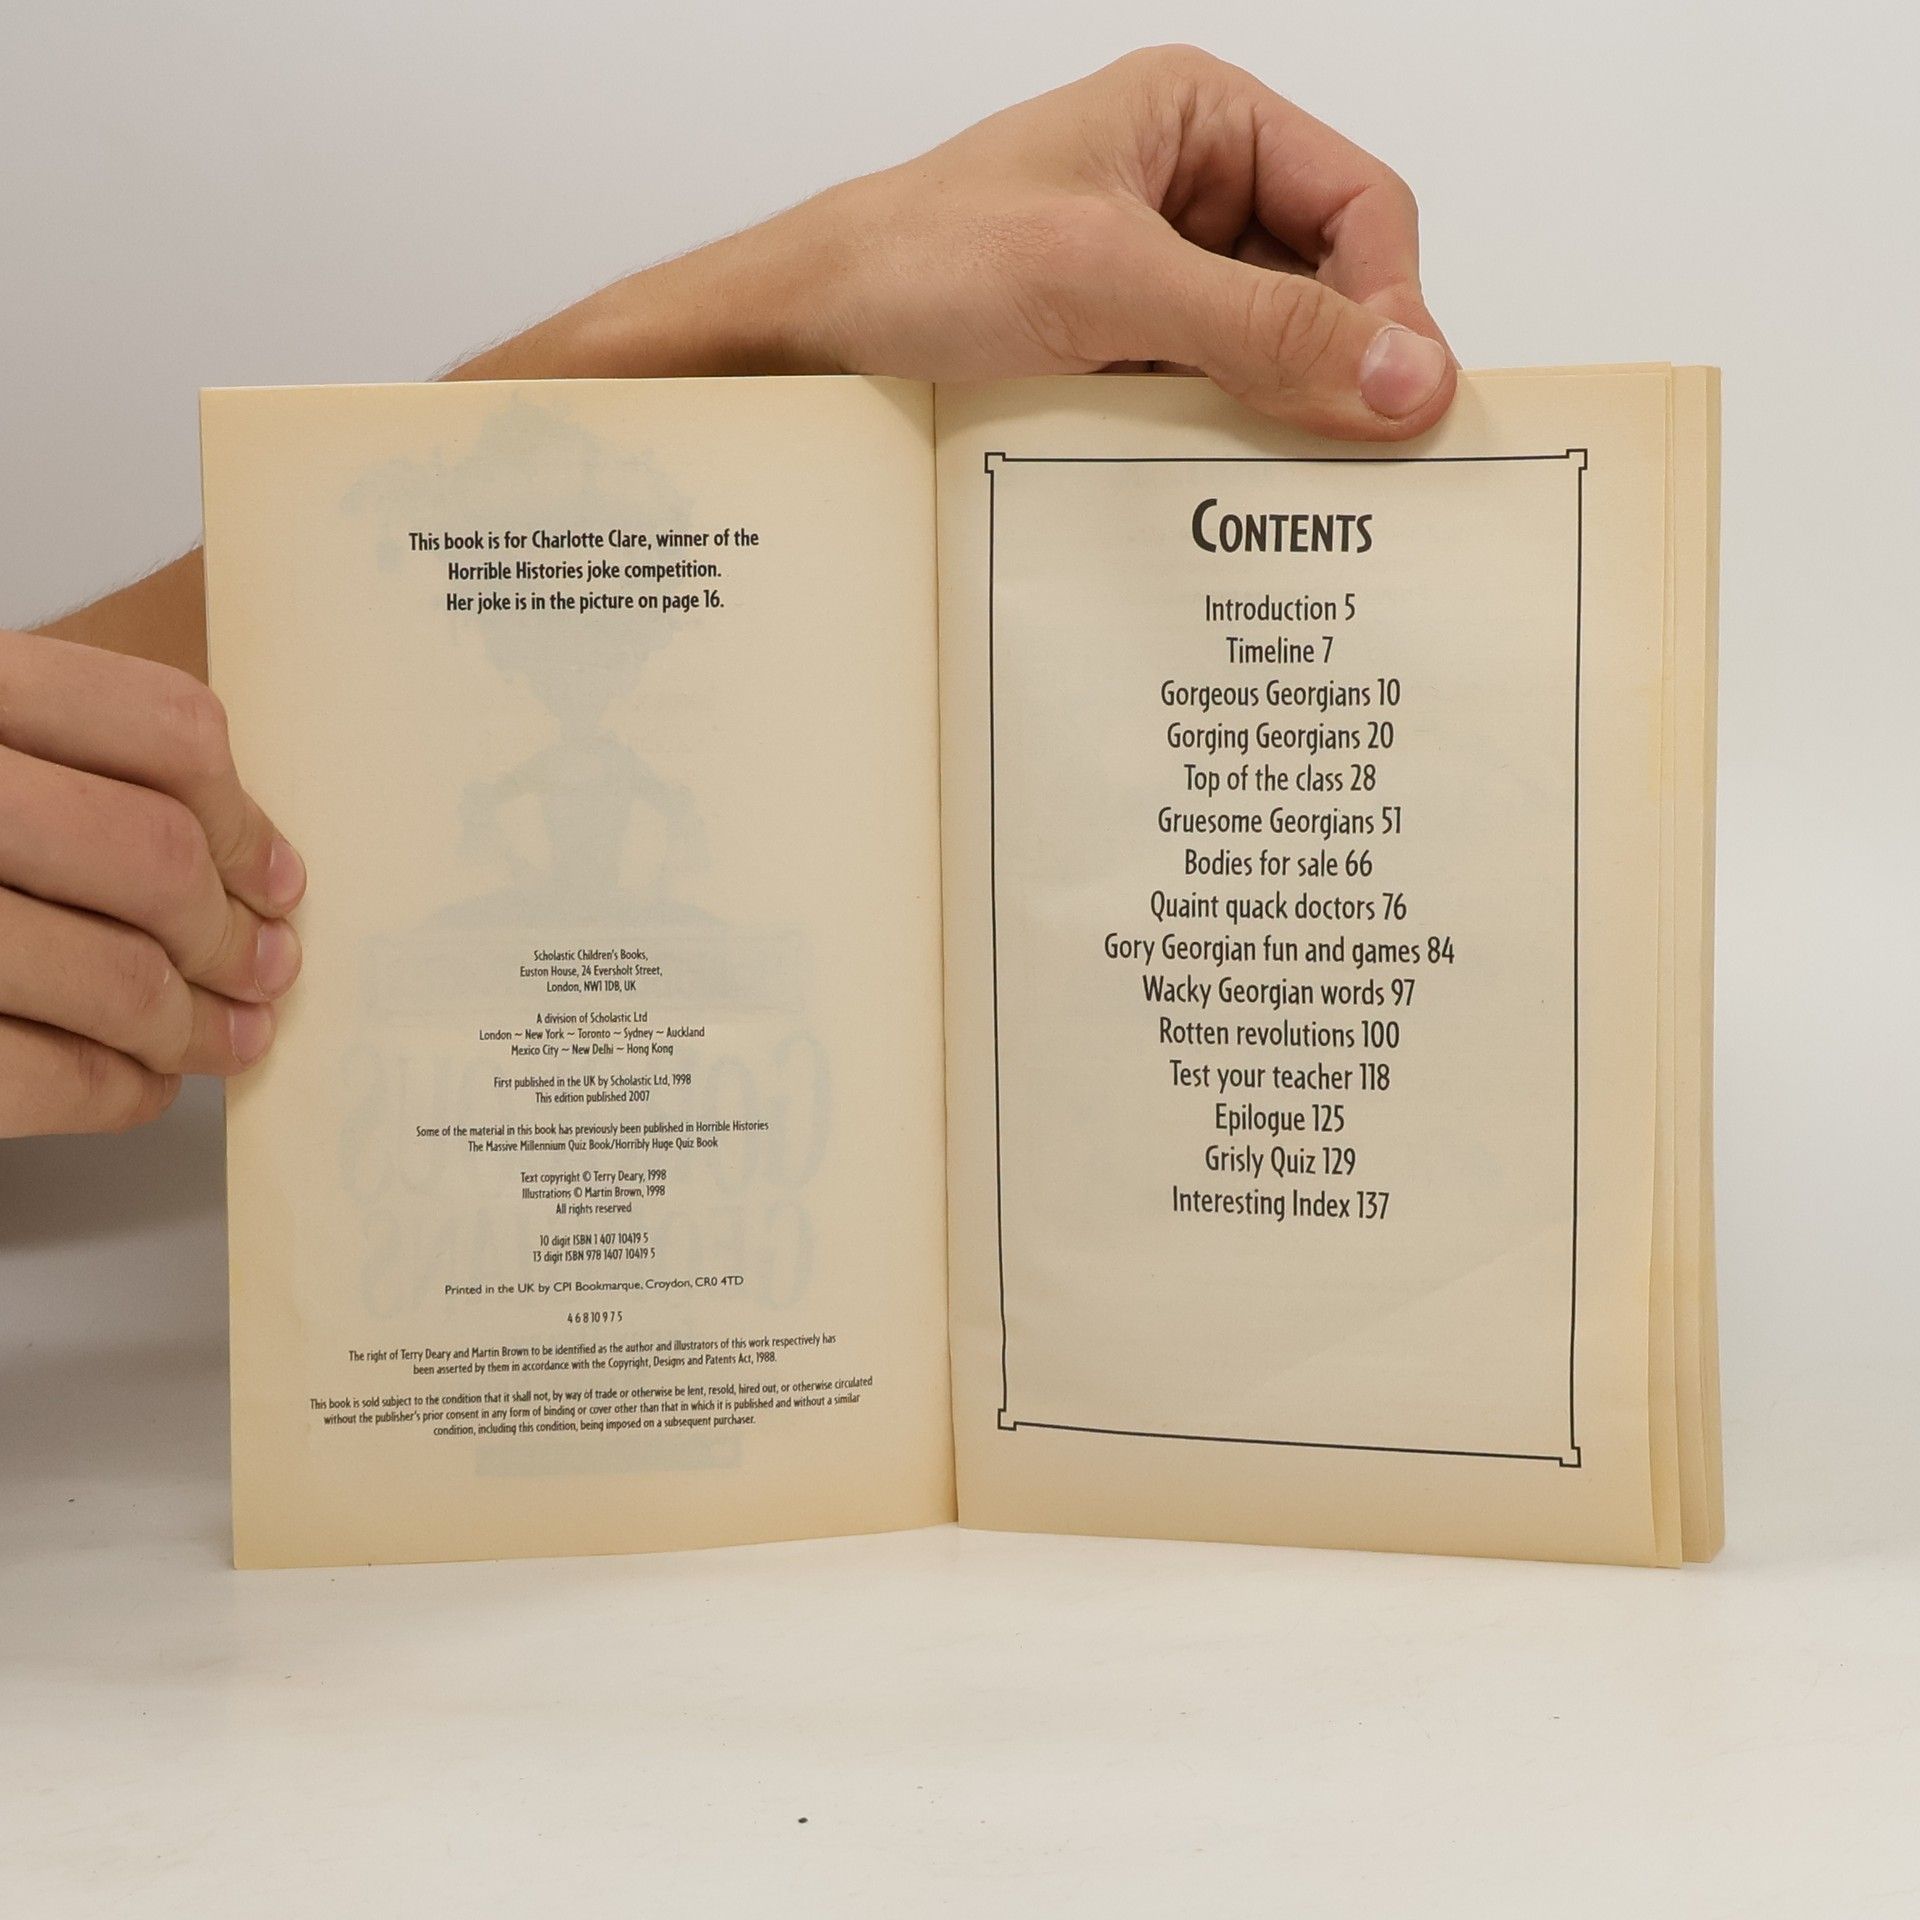 This book is for Charlotte Clare, winner of the
Horrible Histories joke competition.
Her joke is in the picture on page 16.
Scholastic Children's Books,
Euston House, 24 Eversholt Street,
London, NW1 1DB, UK
A division of Scholastic Ltd
London ~ New York ~ Toronto ~ Sydney ~ Auckland
Mexico City ~ New Delhi ~ Hong Kong
First published in the UK by Scholastic Ltd, 1998
This edition published 2007
Some of the material in this book has previously been published in Horrible Histories
The Massive Millennium Quiz Book/Horribly Huge Quiz Book
Text copyright © Terry Deary, 1998
Illustrations © Martin Brown, 1998
All rights reserved
10 digit ISBN 1 407 10419 5
13 digit ISBN 978 1407 10419 5
Printed in the UK by CPI Bookmarque, Croydon, CR0 4TD
4 6 8 10 9 7 5
The right of Terry Deary and Martin Brown to be identified as the author and illustrators of this work respectively has
been asserted by them in accordance with the Copyright, Designs and Patents Act, 1988.
This book is sold subject to the condition that it shall not, by way of trade or otherwise be lent, resold, hired out, or otherwise circulated
without the publisher's prior consent in any form of binding or cover other than that in which it is published and without a similar
condition, including this condition, being imposed on a subsequent purchaser.
CONTENTS
Introduction 5
Timeline 7
Gorgeous Georgians 10
Gorging Georgians 20
Top of the class 28
Gruesome Georgians 51
Bodies for sale 66
Quaint quack doctors 76
Gory Georgian fun and games 84
Wacky Georgian words 97
Rotten revolutions 100
Test your teacher 118
Epilogue 125
Grisly Quiz 129
Interesting Index 137